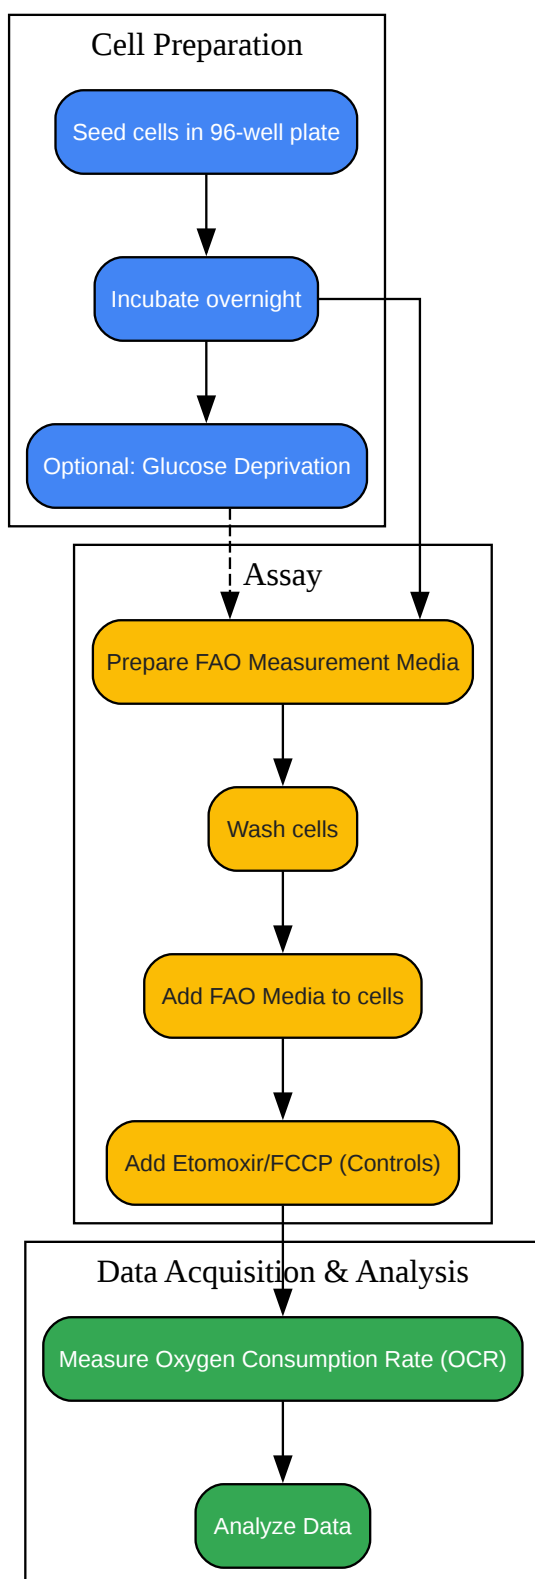 Cell Preparation
Seed cells in 96-well plate
Incubate overnight
Optional: Glucose Deprivation
Assay
Prepare FAO Measurement Media
Wash cells
Add FAO Media to cells
Add Etomoxir/FCCP (Controls)
Data Acquisition & Analysis
Measure Oxygen Consumption Rate (OCR)
Analyze Data